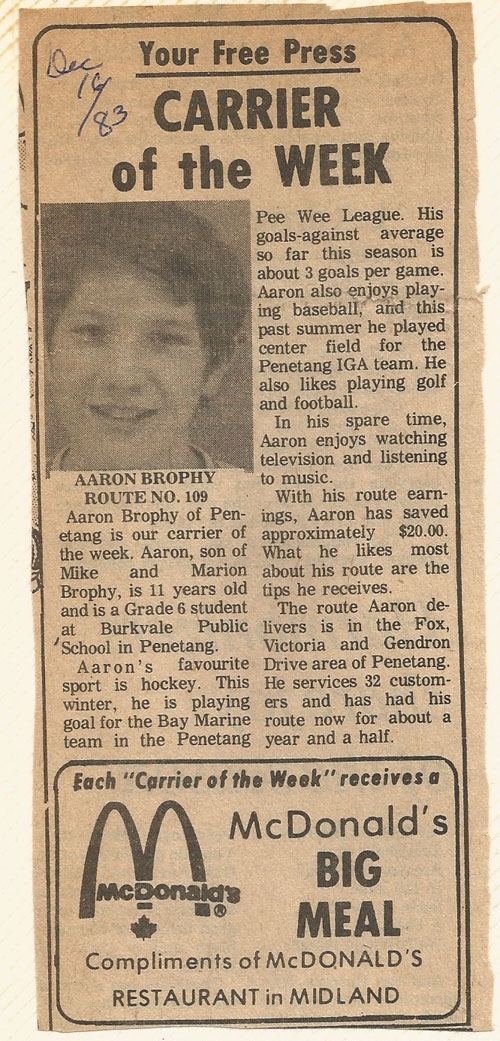 Dec
/83
Your Free Press
CARRIER
of the WEEK
AARON BROPHY
ROUTE NO. 109
Aaron Brophy of Pen-
etang is our carrier of
the week. Aaron, son of
Mike and Marion
Brophy, is 11 years old
and is a Grade 6 student
at Burkvale Public
School in Penetang.
Aaron's favourite
sport is hockey. This
winter, he is playing
goal for the Bay Marine
team in the Penetang
Pee Wee League. His
goals-against average
so far this season is
about 3 goals per game.
Aaron also enjoys play-
ing baseball, and this
past summer he played
center field for the
Penetang IGA team. He
also likes playing golf
and football.
In his spare time,
Aaron enjoys watching
television and listening
to music.
With his route earn-
ings, Aaron has saved
approximately $20.00.
What he likes most
about his route are the
tips he receives.
The route Aaron de-
livers is in the Fox,
Victoria and Gendron
Drive area of Penetang.
He services 32 custom-
ers and has had his
route now for about a
year and a half.
Each "Carrier of the Week" receives a
McDonald's
McDonald's ®
BIG
MEAL
Compliments of McDONALD'S
RESTAURANT in MIDLAND